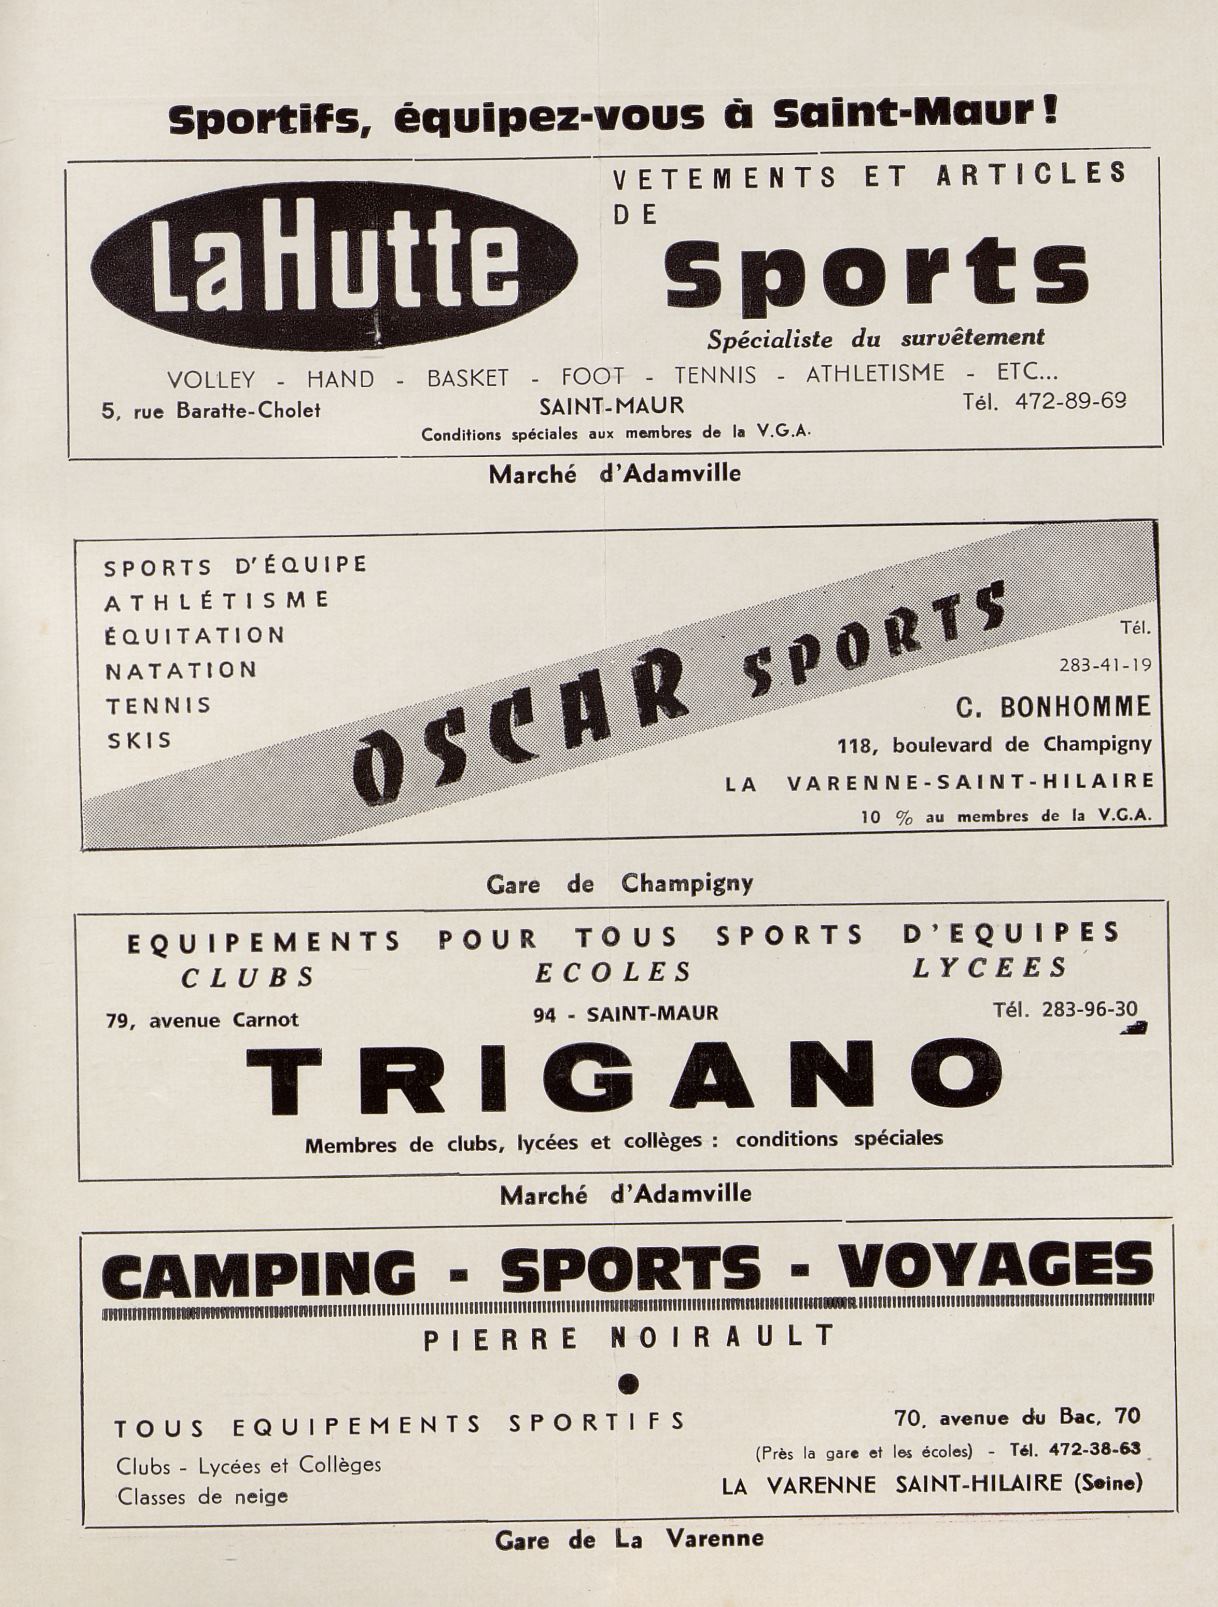 Sportifs, équipez-vous à Saint-Maur !
LaHutte
VETEMENTS ET ARTICLES
DE
Sports
Spécialiste du survêtement
VOLLEY - HAND - BASKET - FOOT - TENNIS - ATHLETISME - ETC...
5, rue Baratte-Cholet SAINT-MAUR Tél. 472-89-69
Conditions spéciales aux membres de la V.G.A.
Marché d'Adamville
SPORTS D'ÉQUIPE
ATHLÉTISME
ÉQUITATION
NATATION
TENNIS
SKIS
OSCAR SPORTS
Tél.
283-41-19
C. BONHOMME
118, boulevard de Champigny
LA VARENNE-SAINT-HILAIRE
10 % au membres de la V.G.A.
Gare de Champigny
EQUIPEMENTS POUR TOUS SPORTS D'EQUIPES
CLUBS ECOLES LYCEES
79, avenue Carnot 94 - SAINT-MAUR Tél. 283-96-30
TRIGANO
Membres de clubs, lycées et collèges : conditions spéciales
Marché d'Adamville
CAMPING - SPORTS - VOYAGES
PIERRE NOIRAULT
TOUS EQUIPEMENTS SPORTIFS
Clubs - Lycées et Collèges
Classes de neige
70, avenue du Bac, 70
(Près la gare et les écoles) - Tél. 472-38-63
LA VARENNE SAINT-HILAIRE (Seine)
Gare de La Varenne